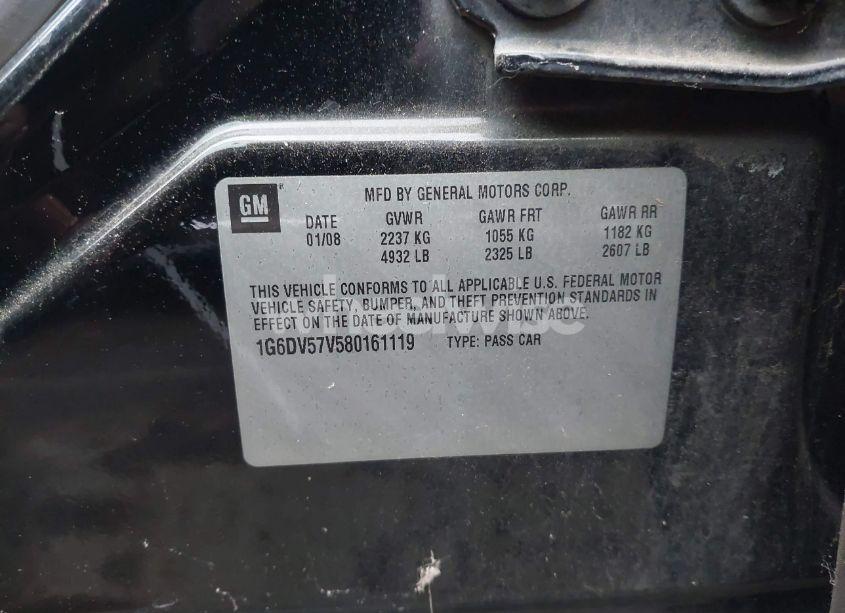 GM
MFD BY GENERAL MOTORS CORP.
DATE GVWR GAWR FRT GAWR RR
01/08 2237 KG 1055 KG 1182 KG
4932 LB 2325 LB 2607 LB
THIS VEHICLE CONFORMS TO ALL APPLICABLE U.S. FEDERAL MOTOR
VEHICLE SAFETY, BUMPER, AND THEFT PREVENTION STANDARDS IN
EFFECT ON THE DATE OF MANUFACTURE SHOWN ABOVE.
1G6DV57V580161119 TYPE: PASS CAR